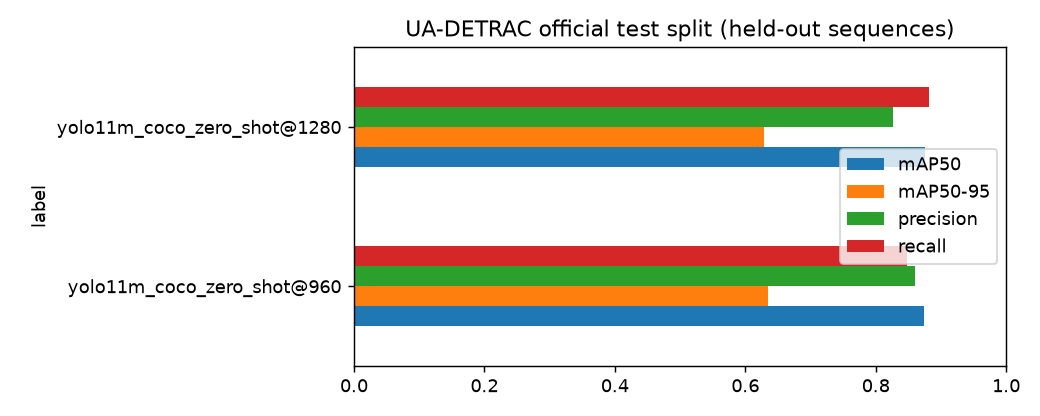 UA-DETRAC official test split (held-out sequences)
yolo11m_coco_zero_shot@1280
mAP50
mAP50-95
precision
recall
label
yolo11m_coco_zero_shot@960
0.0 0.2 0.4 0.6 0.8 1.0